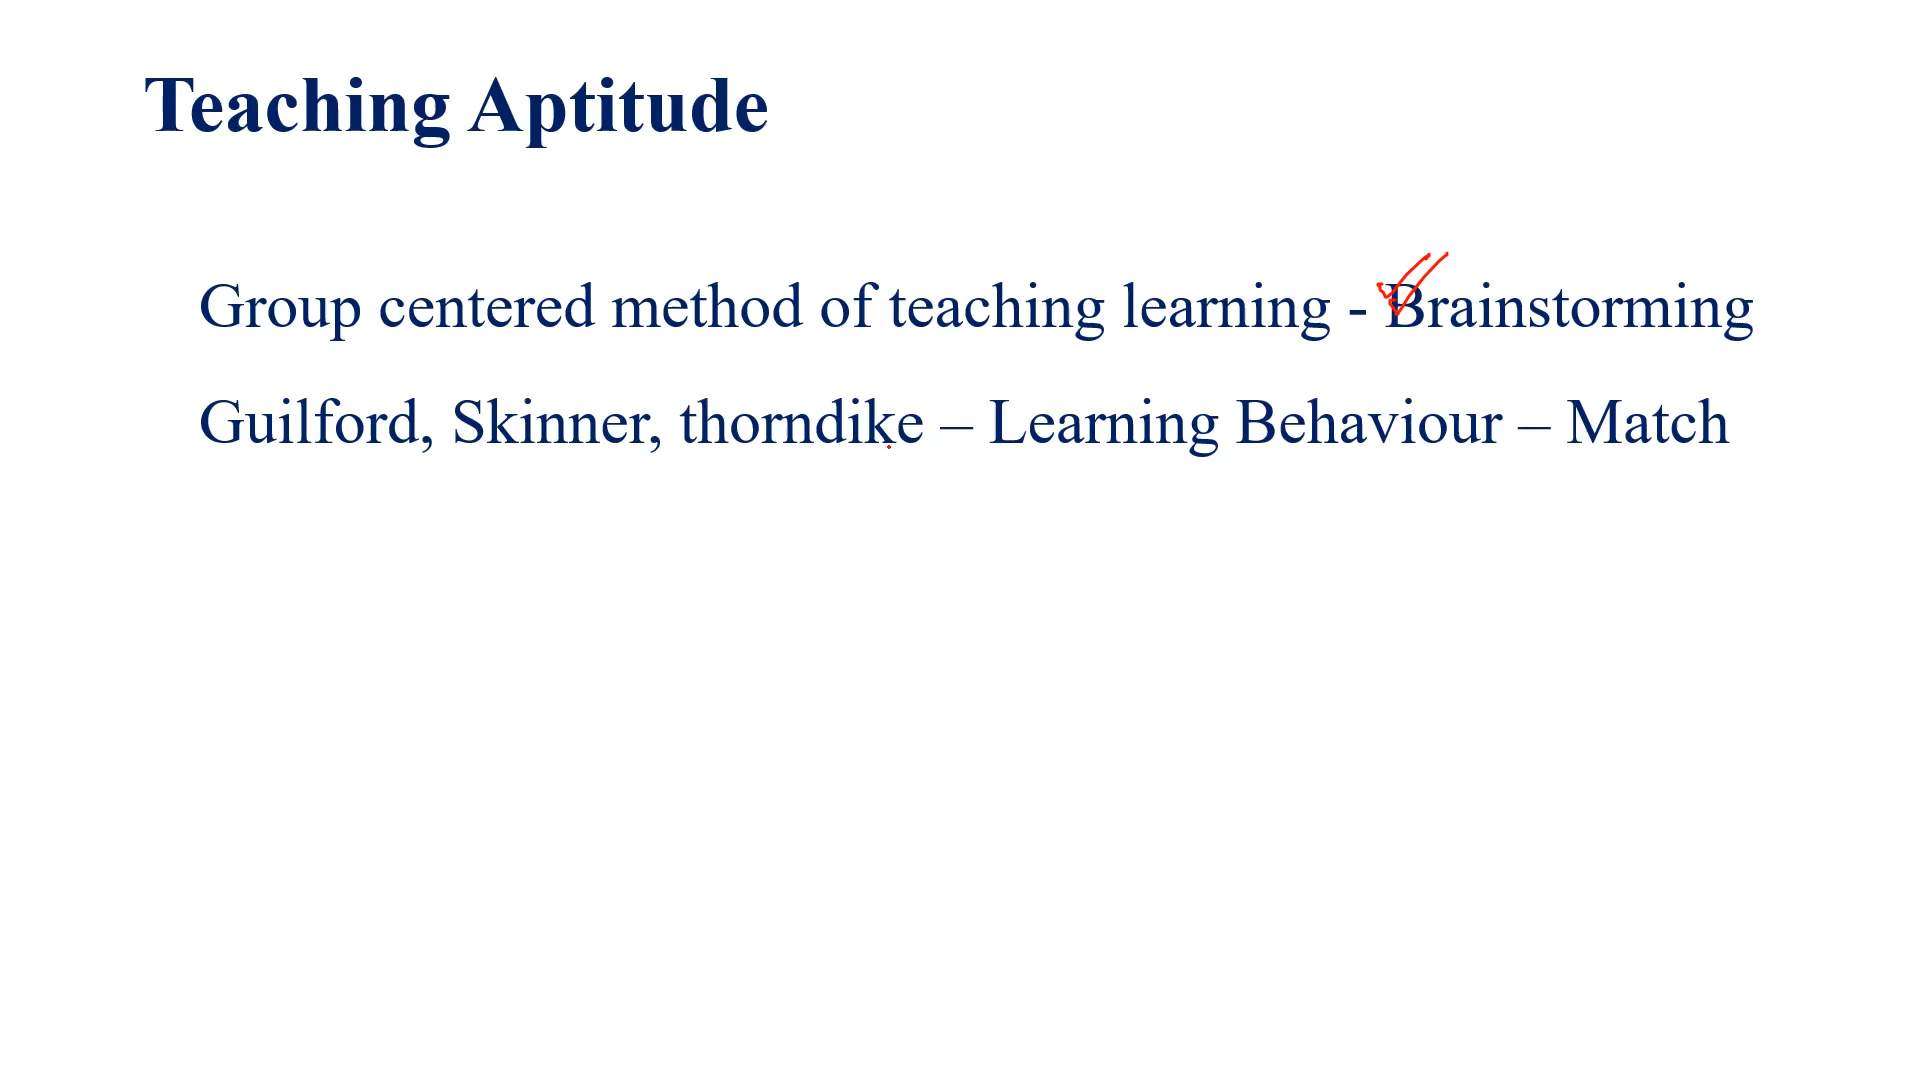 Teaching Aptitude
Group centered method of teaching learning - Brainstorming
Guilford, Skinner, thorndike – Learning Behaviour – Match